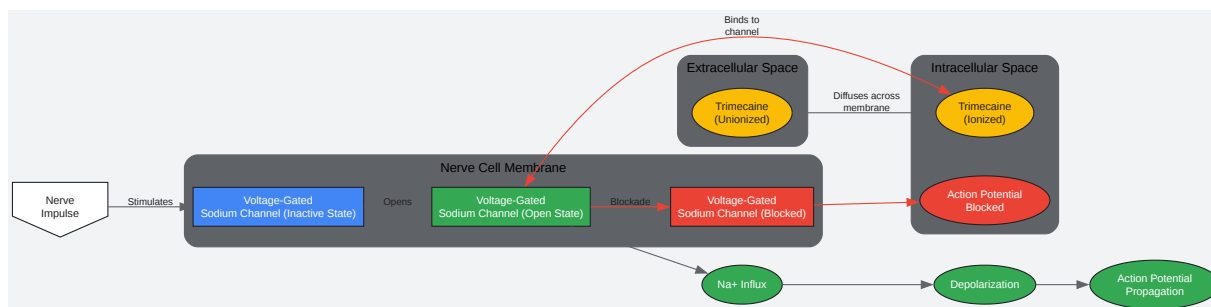 Binds to
channel
Extracellular Space
Trimecaine
(Unionized)
Diffuses across
membrane
Intracellular Space
Trimecaine
(Ionized)
Nerve Cell Membrane
Nerve
Impulse
Stimulates
Voltage-Gated
Sodium Channel (Inactive State)
Opens
Voltage-Gated
Sodium Channel (Open State)
Blockade
Voltage-Gated
Sodium Channel (Blocked)
Action Potential
Blocked
Na+ Influx
Depolarization
Action Potential
Propagation